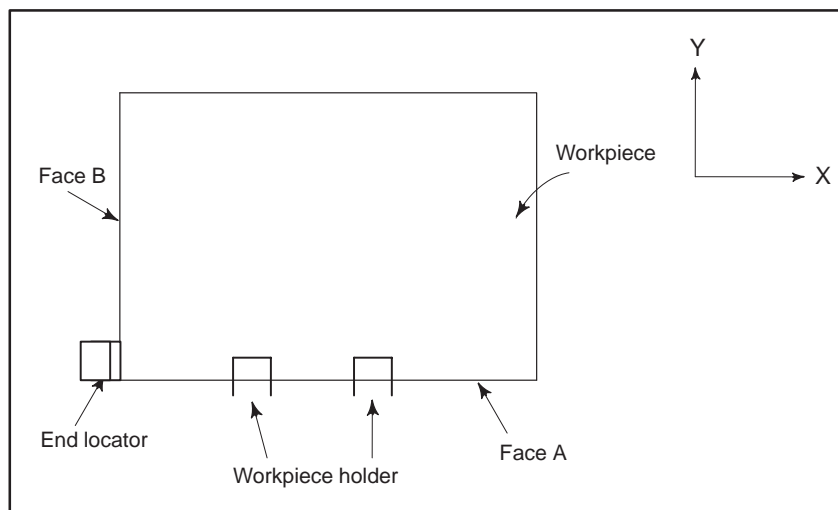 Y
Workpiece
Face B
X
End locator
Face A
Workpiece holder